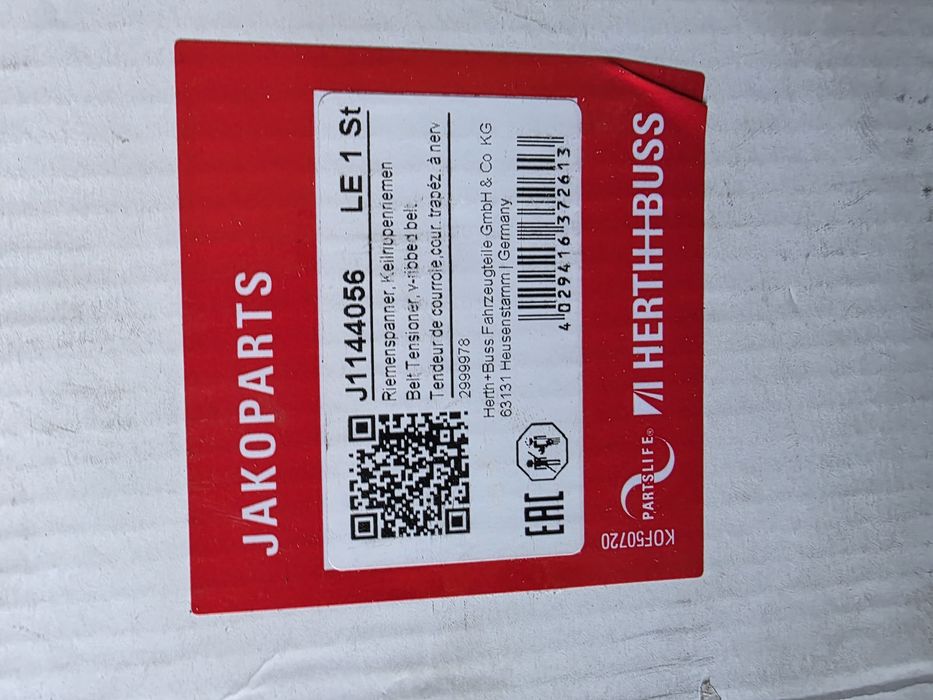 JAKOPARTS
J1144056 LE 1 St
Riemenspanner, Keilrippenriemen
Belt Tensioner, v-ribbed belt
Tendeur de courroie,cour. trapéz. à nerv
2999978
Herth+Buss Fahrzeugteile GmbH & Co KG
63131 Heusenstamm | Germany
EAC
4 029416 372613
KOF50720
PARTSLIFE®
HERTH+BUSS